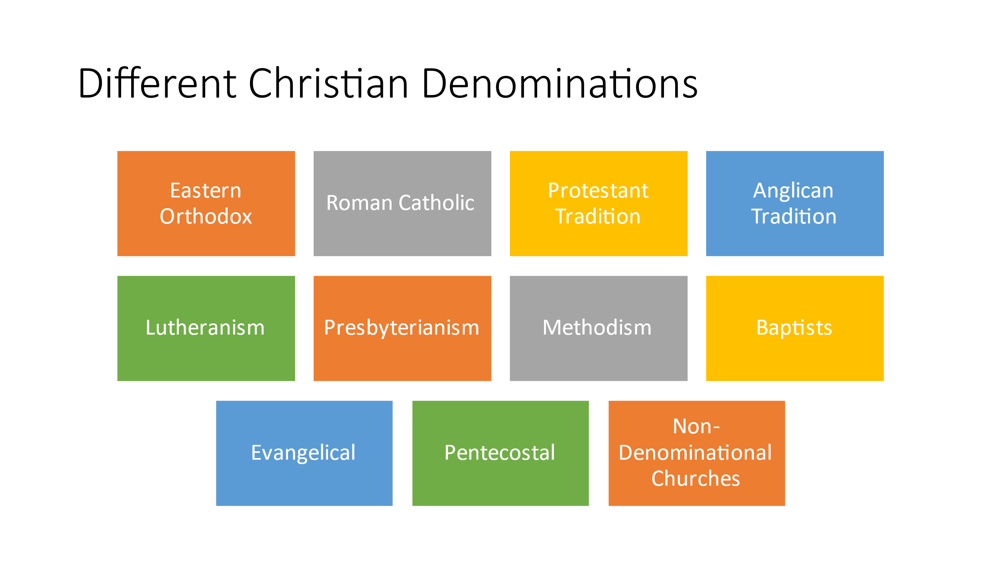 Different Christian Denominations
Eastern
Orthodox
Roman Catholic
Protestant
Tradition
Anglican
Tradition
Lutheranism
Presbyterianism
Methodism
Baptists
Evangelical
Pentecostal
Non-
Denominational
Churches